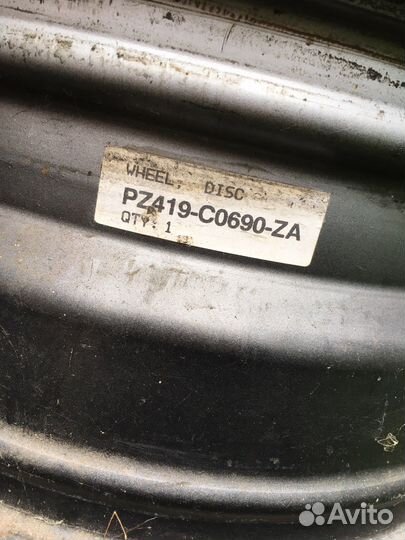 WHEEL, DISC
PZ419-C0690-ZA
QTY: 1
Avito